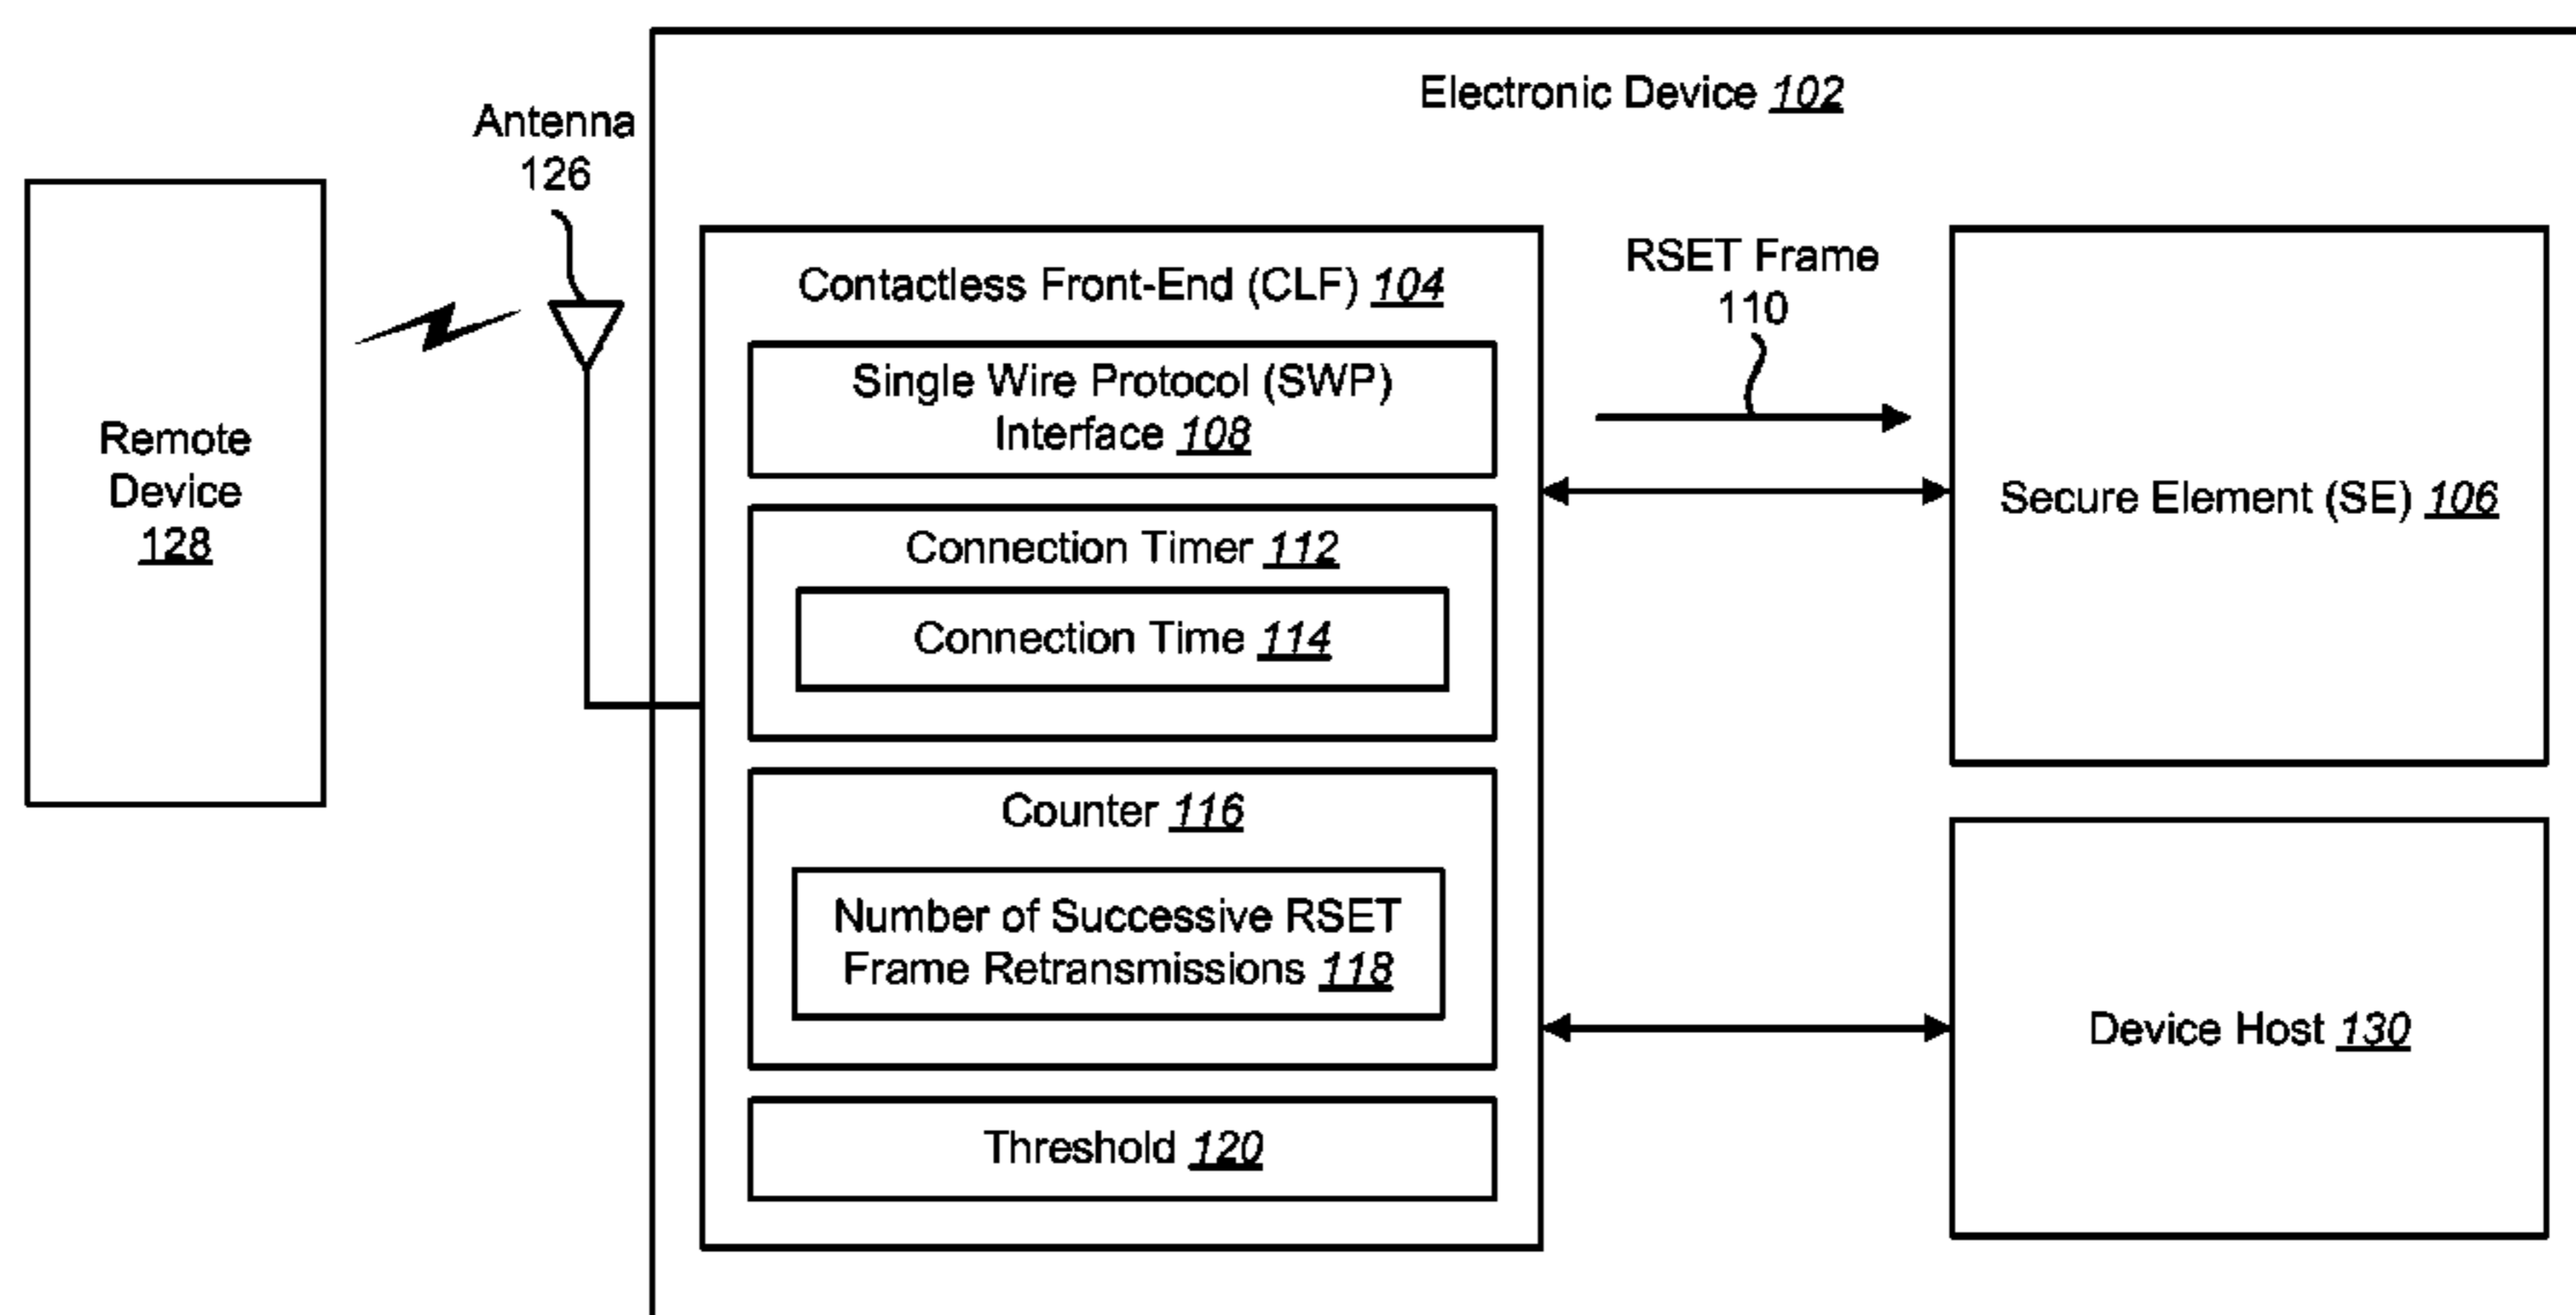 Electronic Device 102
Antenna
126
Remote
Device
128
Contactless Front-End (CLF) 104
Single Wire Protocol (SWP)
Interface 108
Connection Timer 112
Connection Time 114
Counter 116
Number of Successive RSET
Frame Retransmissions 118
Threshold 120
RSET Frame
110
Secure Element (SE) 106
Device Host 130